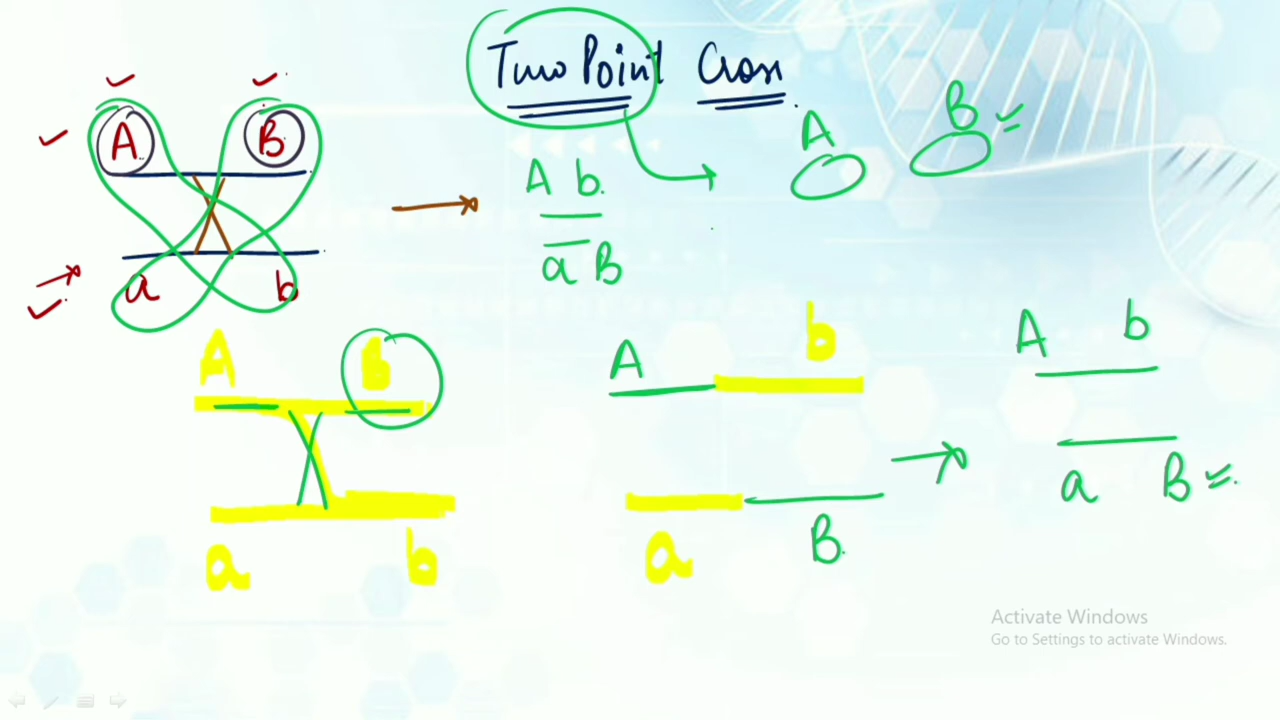 Two Point Cross
A B
a b
A b
a B
A B
A B
a b
A b
a B
A b
a B
Activate Windows
Go to Settings to activate Windows.